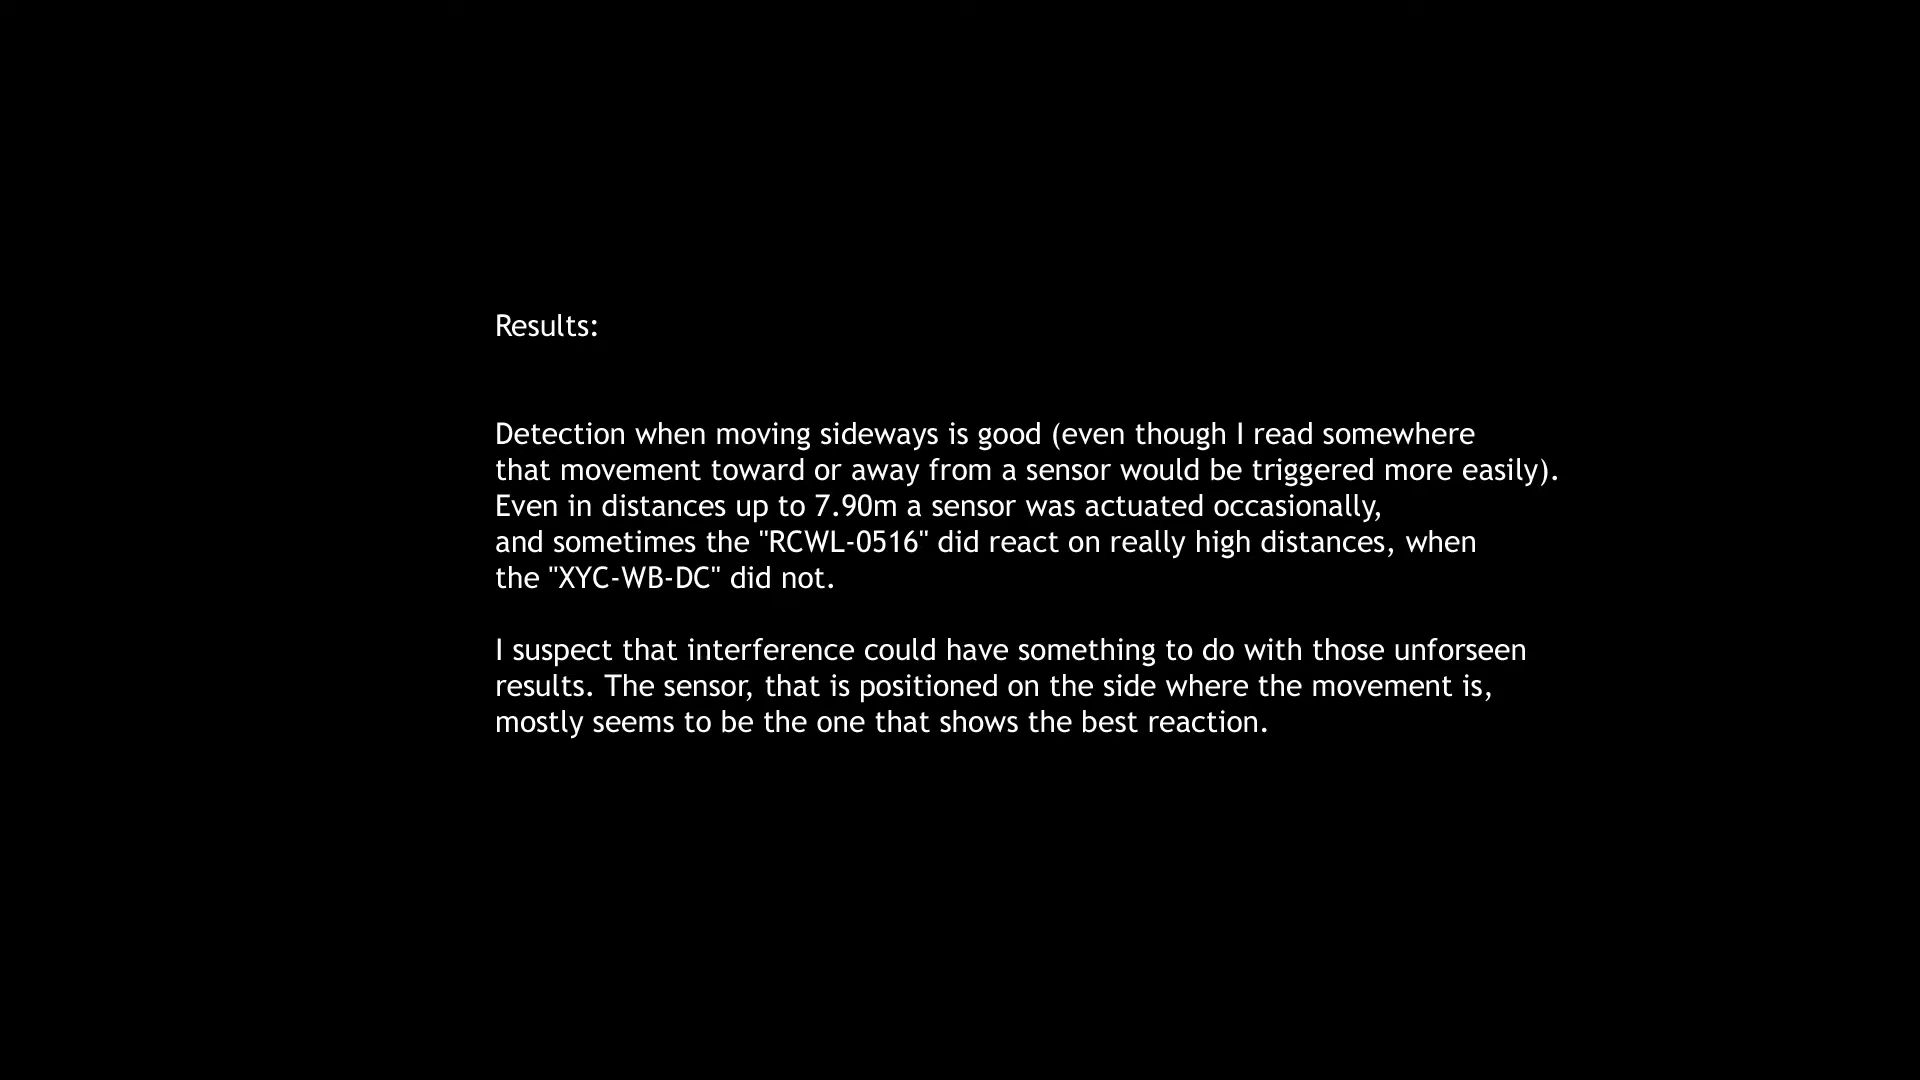 Results:
Detection when moving sideways is good (even though I read somewhere
that movement toward or away from a sensor would be triggered more easily).
Even in distances up to 7.90m a sensor was actuated occasionally,
and sometimes the "RCWL-0516" did react on really high distances, when
the "XYC-WB-DC" did not.
I suspect that interference could have something to do with those unforseen
results. The sensor, that is positioned on the side where the movement is,
mostly seems to be the one that shows the best reaction.